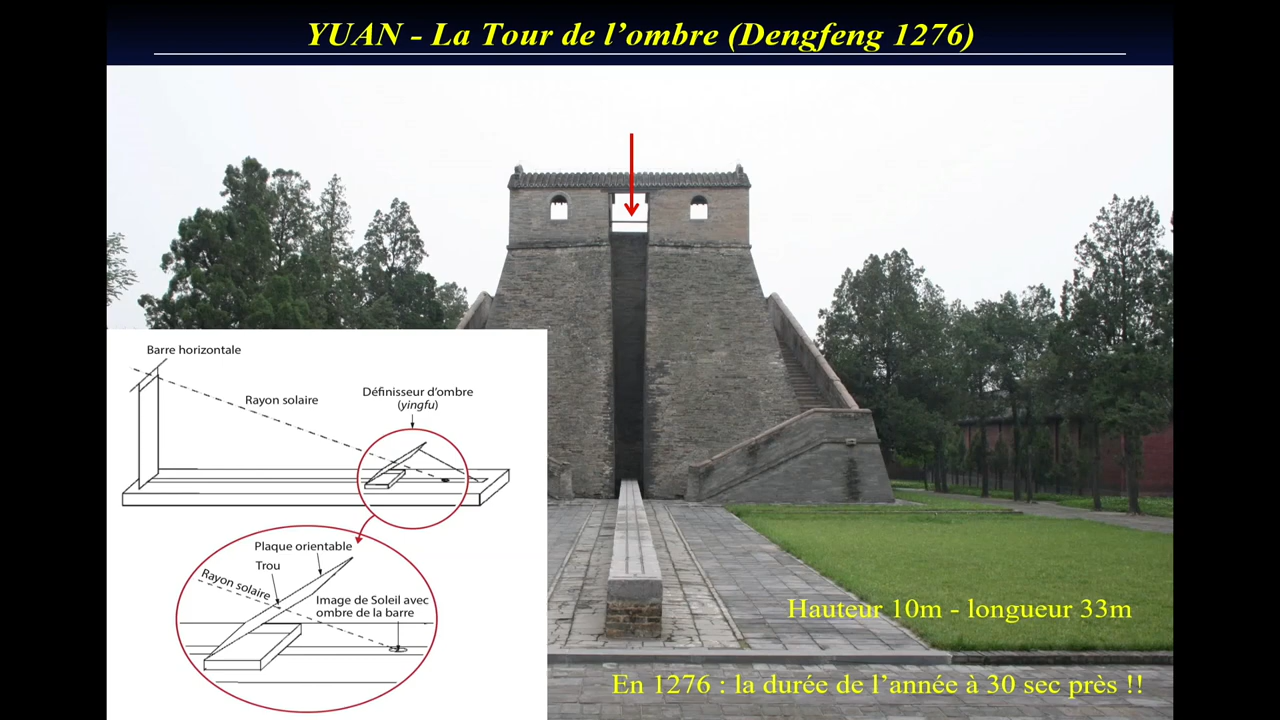 YUAN - La Tour de l’ombre (Dengfeng 1276)
Barre horizontale
Rayon solaire
Définisseur d’ombre
(yingfu)
Plaque orientable
Trou
Rayon solaire
Image de Soleil avec
ombre de la barre
Hauteur 10m - longueur 33m
En 1276 : la durée de l’année à 30 sec près !!